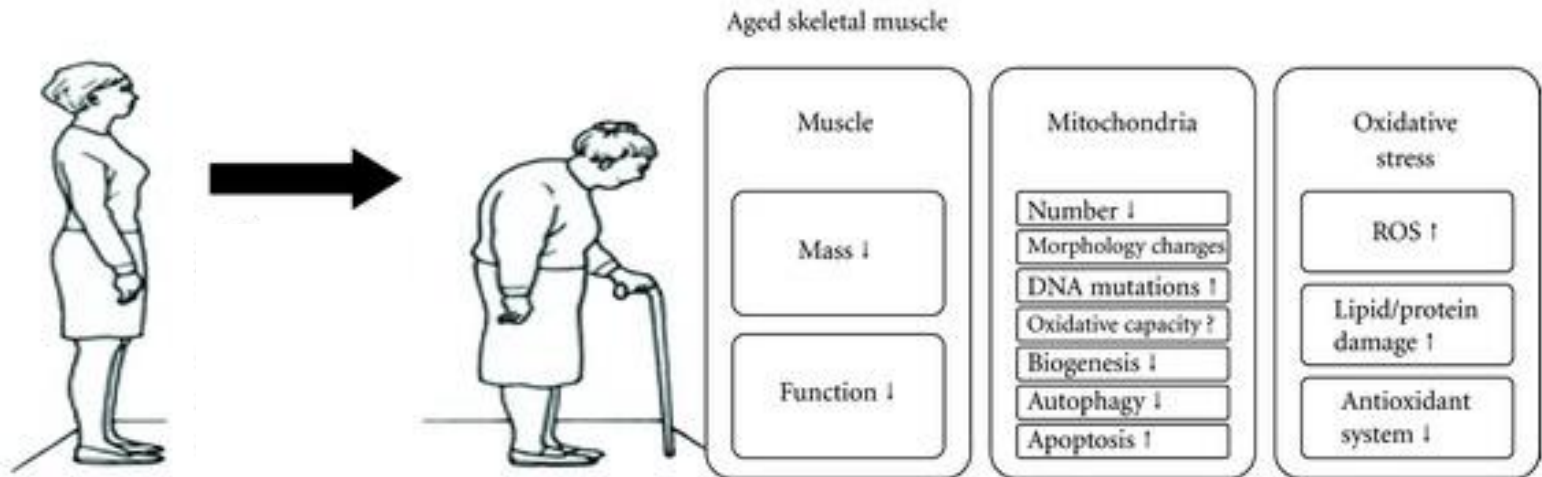 Aged skeletal muscle
Muscle
Mass ↓
Function ↓
Mitochondria
Number ↓
Morphology changes
DNA mutations ↑
Oxidative capacity ?
Biogenesis ↓
Autophagy ↓
Apoptosis ↑
Oxidative
stress
ROS ↑
Lipid/protein
damage ↑
Antioxidant
system ↓